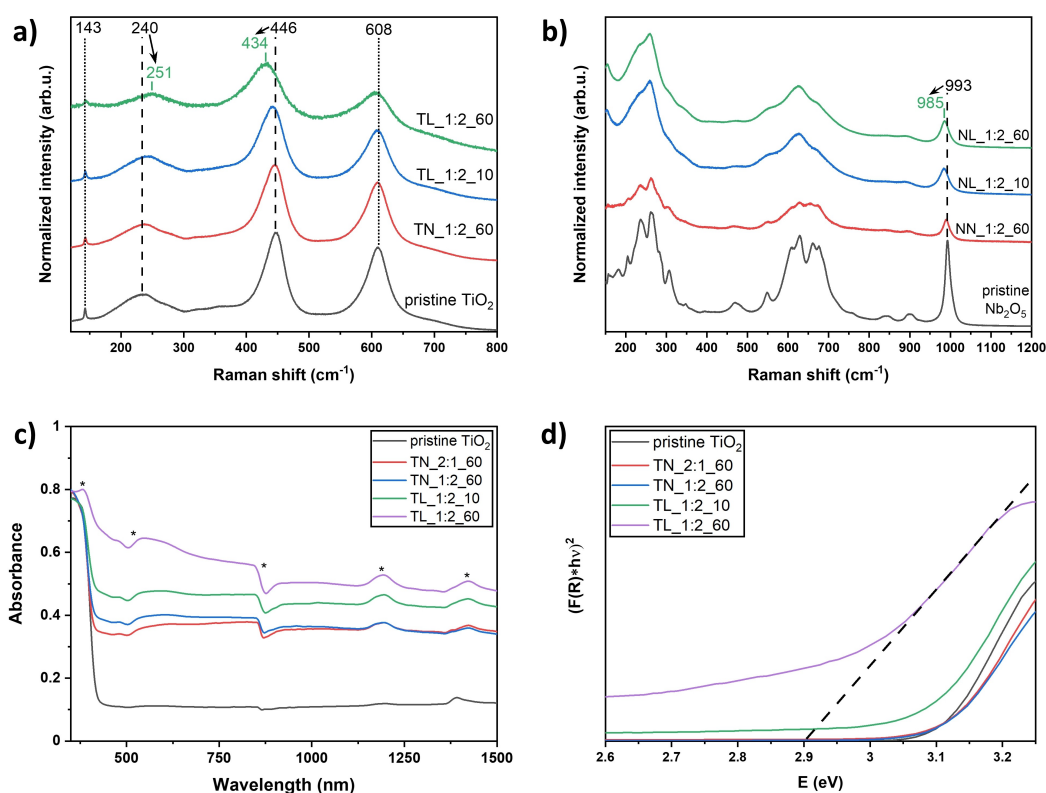 a)
143 240 446 608
434
251
TL_1:2_60
TL_1:2_10
TN_1:2_60
pristine TiO₂
Normalized intensity (arb.u.)
200 300 400 500 600 700 800
Raman shift (cm⁻¹)
b)
993
985
NL_1:2_60
NL_1:2_10
NN_1:2_60
pristine
Nb₂O₅
Normalized intensity (arb.u.)
200 300 400 500 600 700 800 900 1000 1100 1200
Raman shift (cm⁻¹)
c)
pristine TiO₂
TN_2:1_60
TN_1:2_60
TL_1:2_10
TL_1:2_60
* * * * *
1
0.8
0.6
0.4
0.2
0
Absorbance
500 750 1000 1250 1500
Wavelength (nm)
d)
pristine TiO₂
TN_2:1_60
TN_1:2_60
TL_1:2_10
TL_1:2_60
(F(R)*hν)²
2.6 2.7 2.8 2.9 3 3.1 3.2
E (eV)